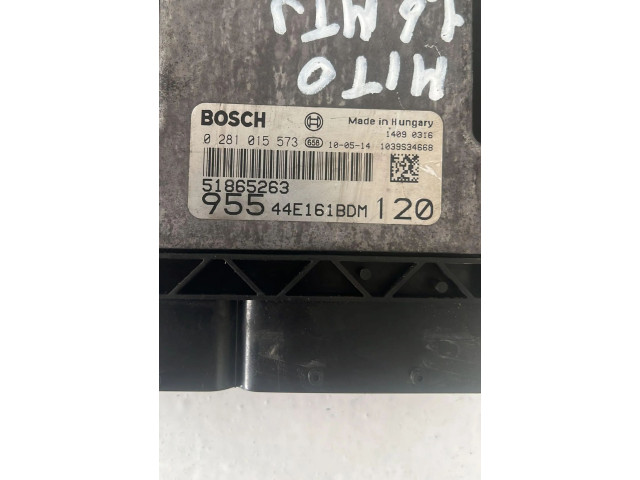 MITO
1.6 MTJ
BOSCH Made in Hungary
1409 0316
0 281 015 573 658 10-05-14 1039S34668
51865263
955 44E161BDM 120